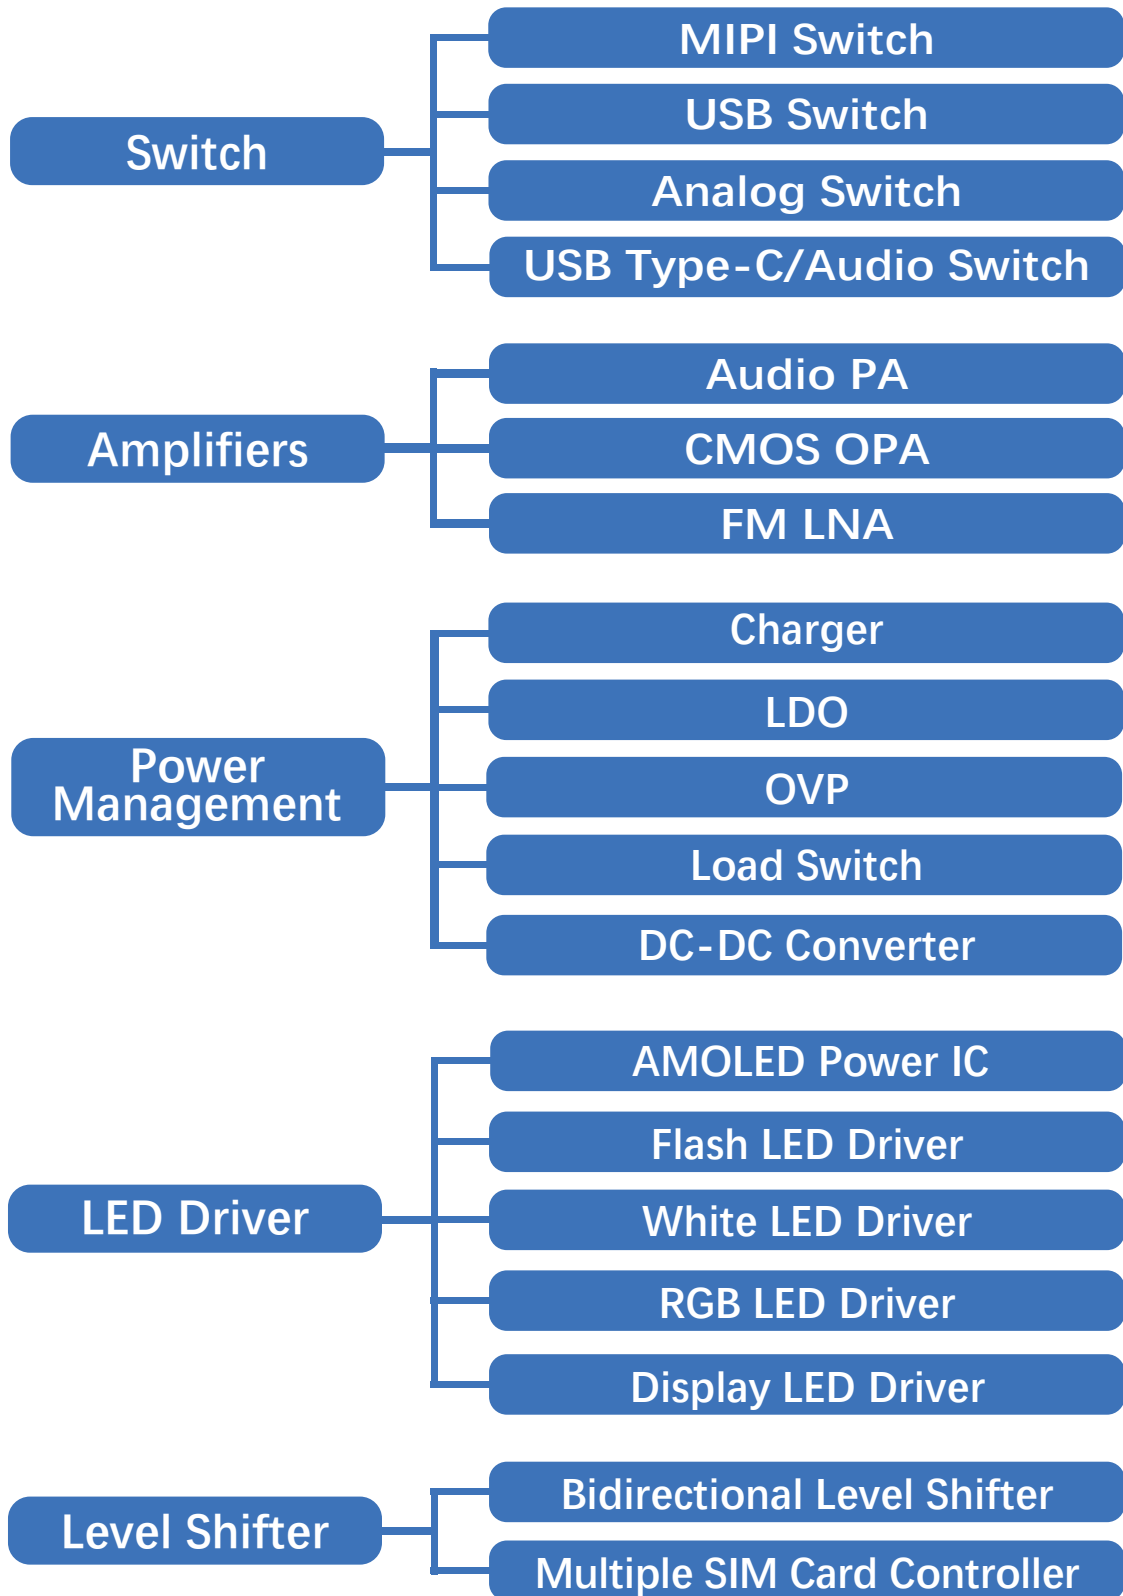 Switch
MIPI Switch
USB Switch
Analog Switch
USB Type-C/Audio Switch
Amplifiers
Audio PA
CMOS OPA
FM LNA
Power
Management
Charger
LDO
OVP
Load Switch
DC-DC Converter
LED Driver
AMOLED Power IC
Flash LED Driver
White LED Driver
RGB LED Driver
Display LED Driver
Level Shifter
Bidirectional Level Shifter
Multiple SIM Card Controller